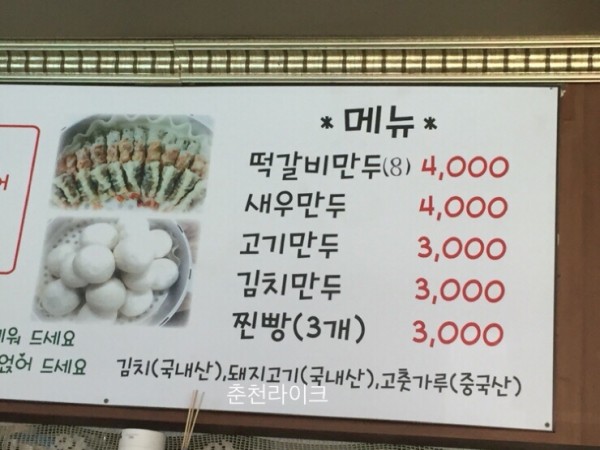 * 메뉴 *
떡갈비만두(8) 4,000
새우만두 4,000
고기만두 3,000
김치만두 3,000
찐빵(3개) 3,000
드세요
얹어 드세요
김치(국내산),돼지고기(국내산),고춧가루(중국산)
춘천라이크